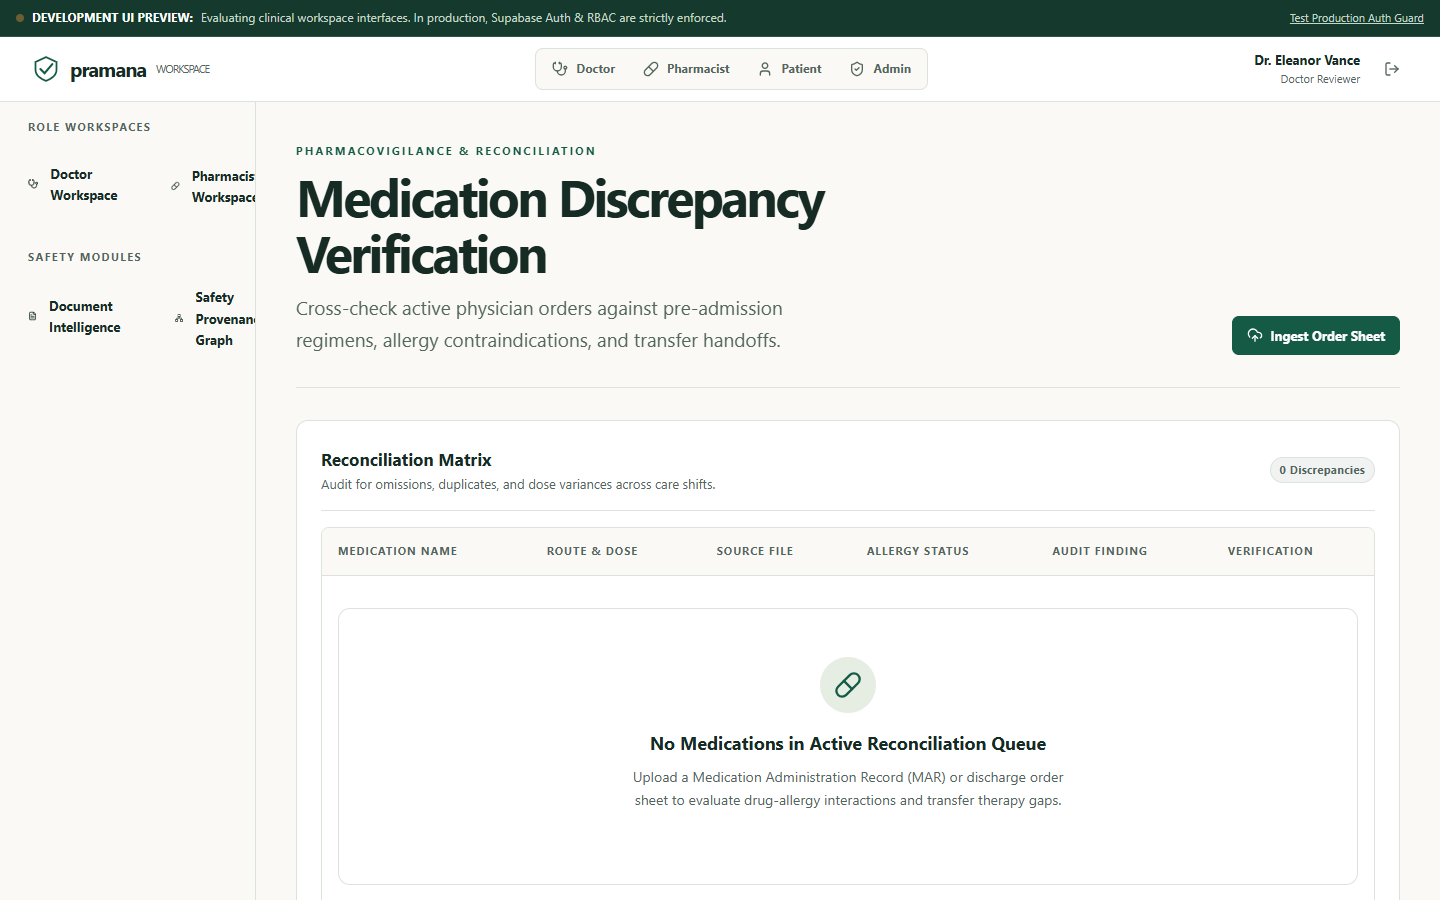 DEVELOPMENT UI PREVIEW: Evaluating clinical workspace interfaces. In production, Supabase Auth & RBAC are strictly enforced.
Test Production Auth Guard
pramana WORKSPACE
Doctor
Pharmacist
Patient
Admin
Dr. Eleanor Vance
Doctor Reviewer
ROLE WORKSPACES
Doctor
Workspace
Pharmacis
Workspace
SAFETY MODULES
Document
Intelligence
Safety
Provenan
Graph
PHARMACOVIGILANCE & RECONCILIATION
Medication Discrepancy
Verification
Cross-check active physician orders against pre-admission
regimens, allergy contraindications, and transfer handoffs.
Ingest Order Sheet
Reconciliation Matrix
Audit for omissions, duplicates, and dose variances across care shifts.
0 Discrepancies
MEDICATION NAME
ROUTE & DOSE
SOURCE FILE
ALLERGY STATUS
AUDIT FINDING
VERIFICATION
No Medications in Active Reconciliation Queue
Upload a Medication Administration Record (MAR) or discharge order
sheet to evaluate drug-allergy interactions and transfer therapy gaps.